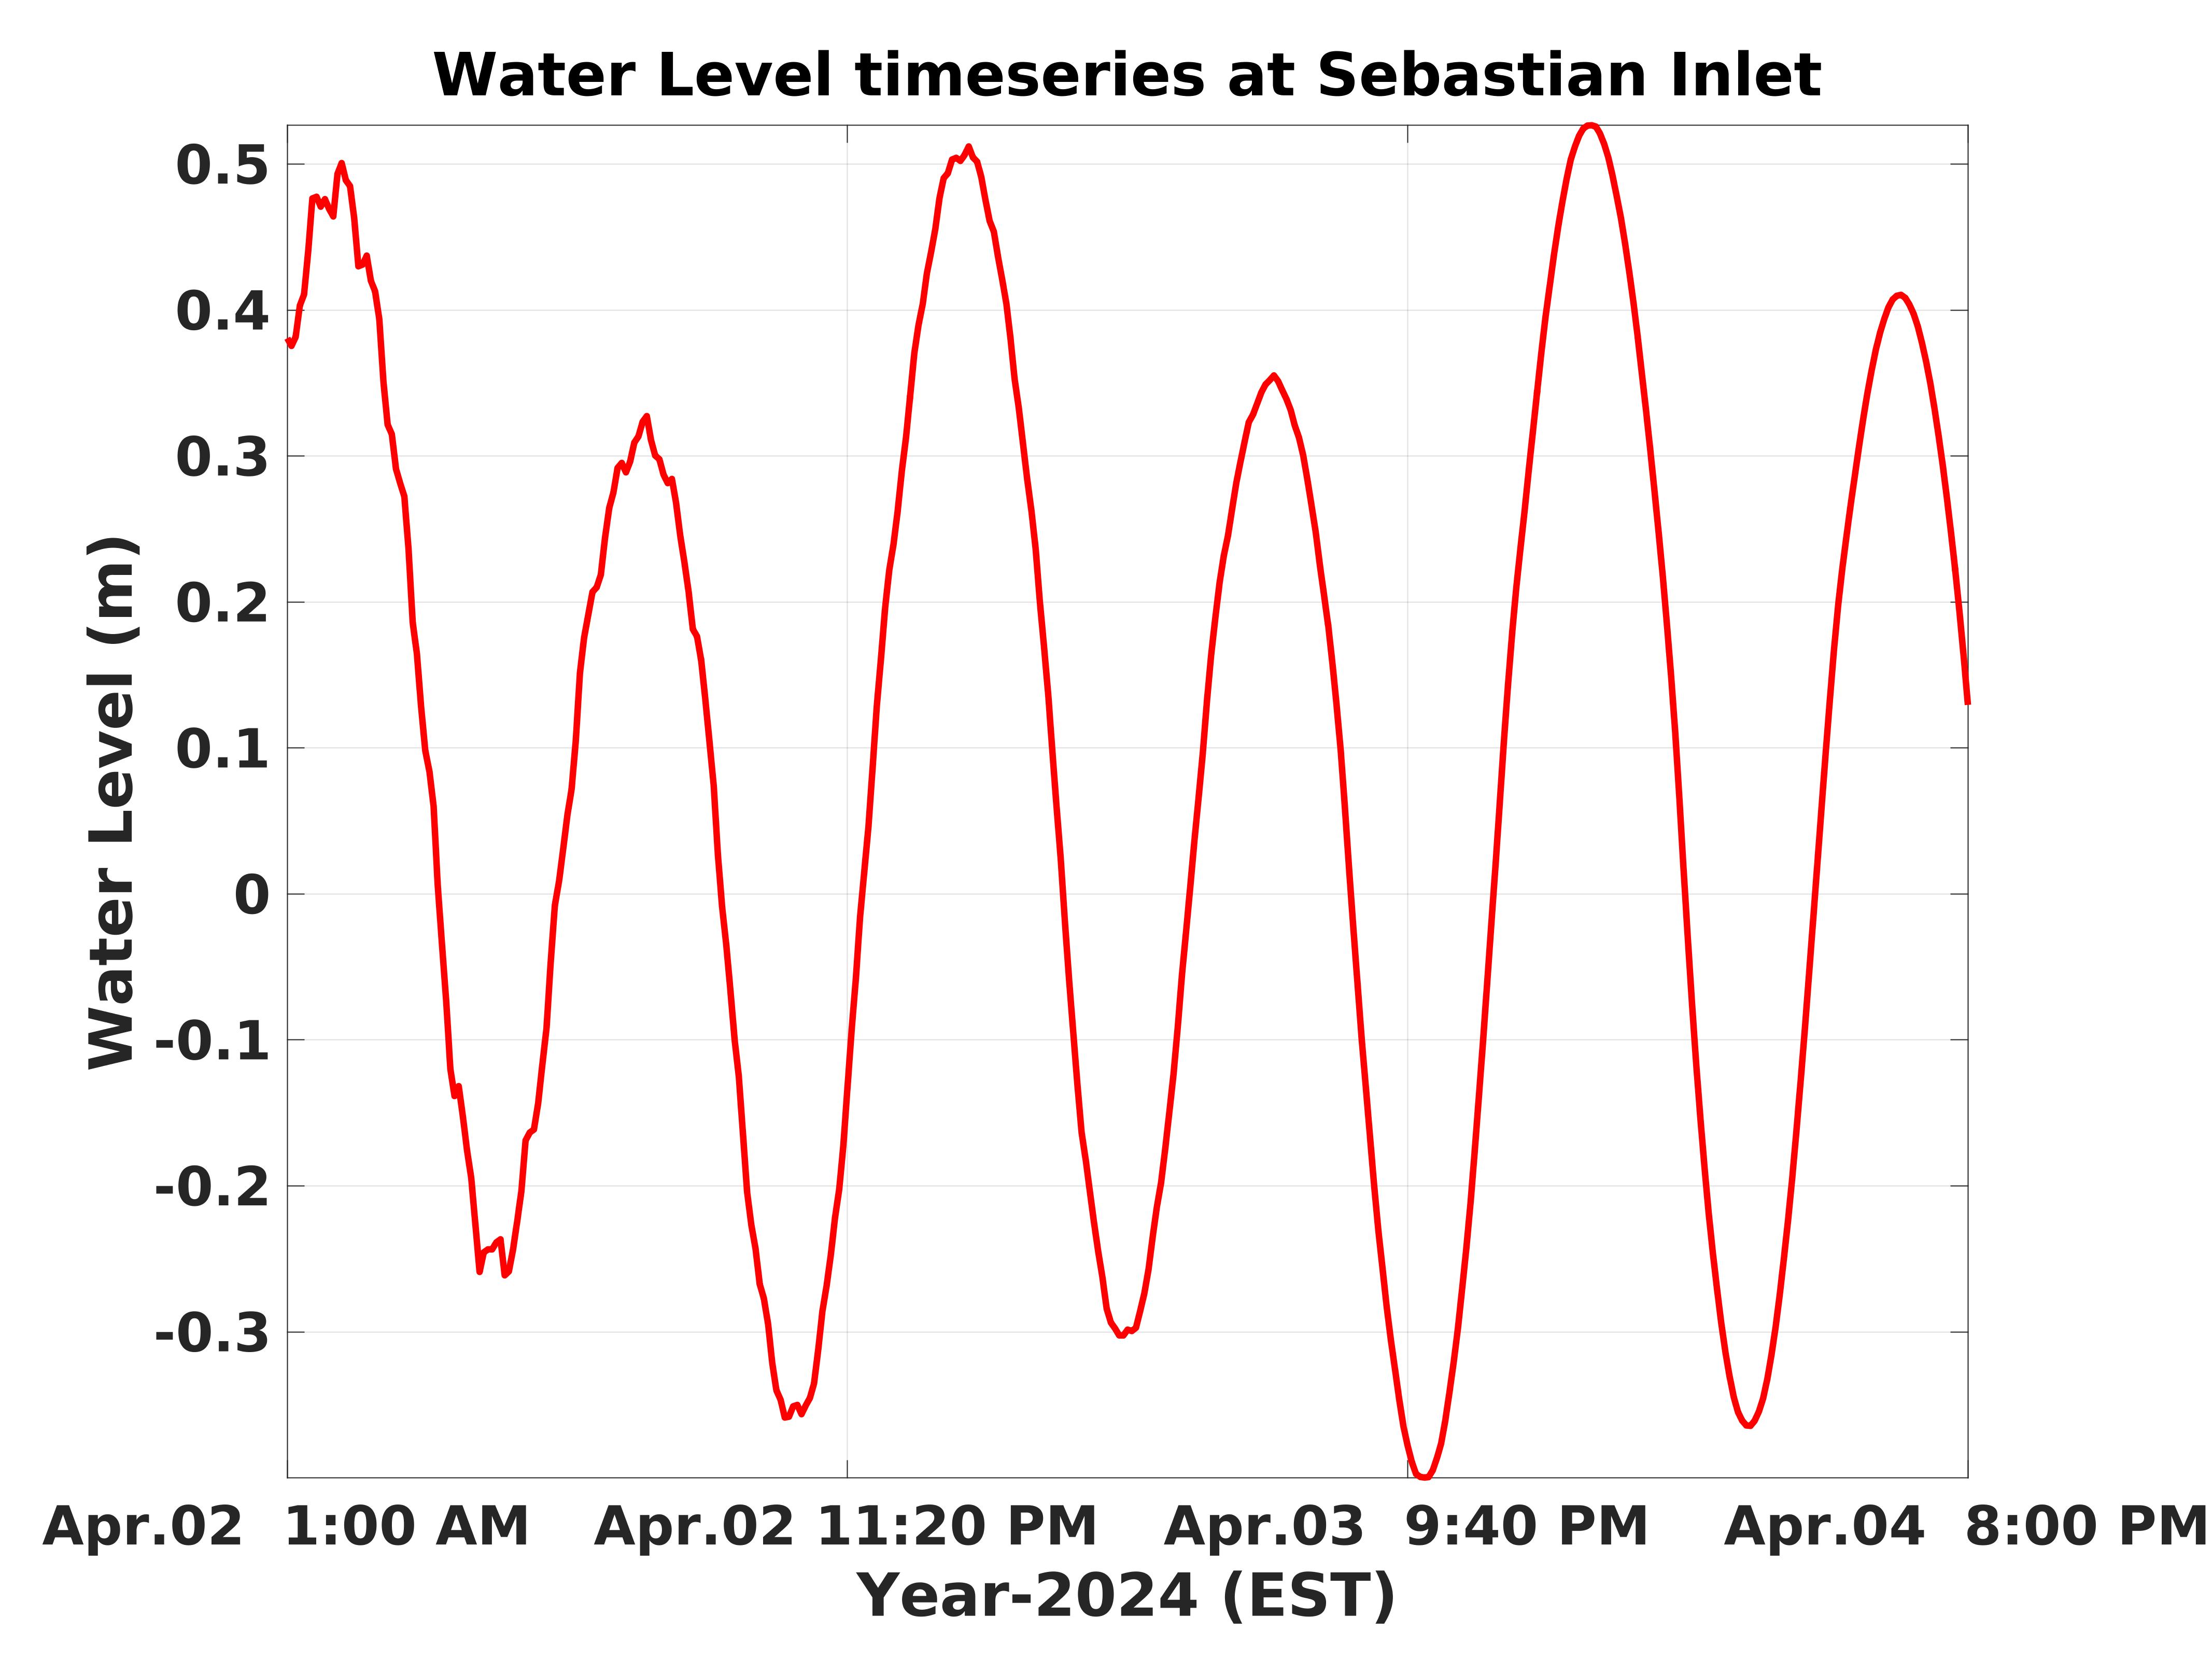 Water Level timeseries at Sebastian Inlet
0.5
0.4
0.3
0.2
0.1
0
-0.1
-0.2
-0.3
Water Level (m)
Apr.02 1:00 AM Apr.02 11:20 PM Apr.03 9:40 PM Apr.04 8:00 PM
Year-2024 (EST)